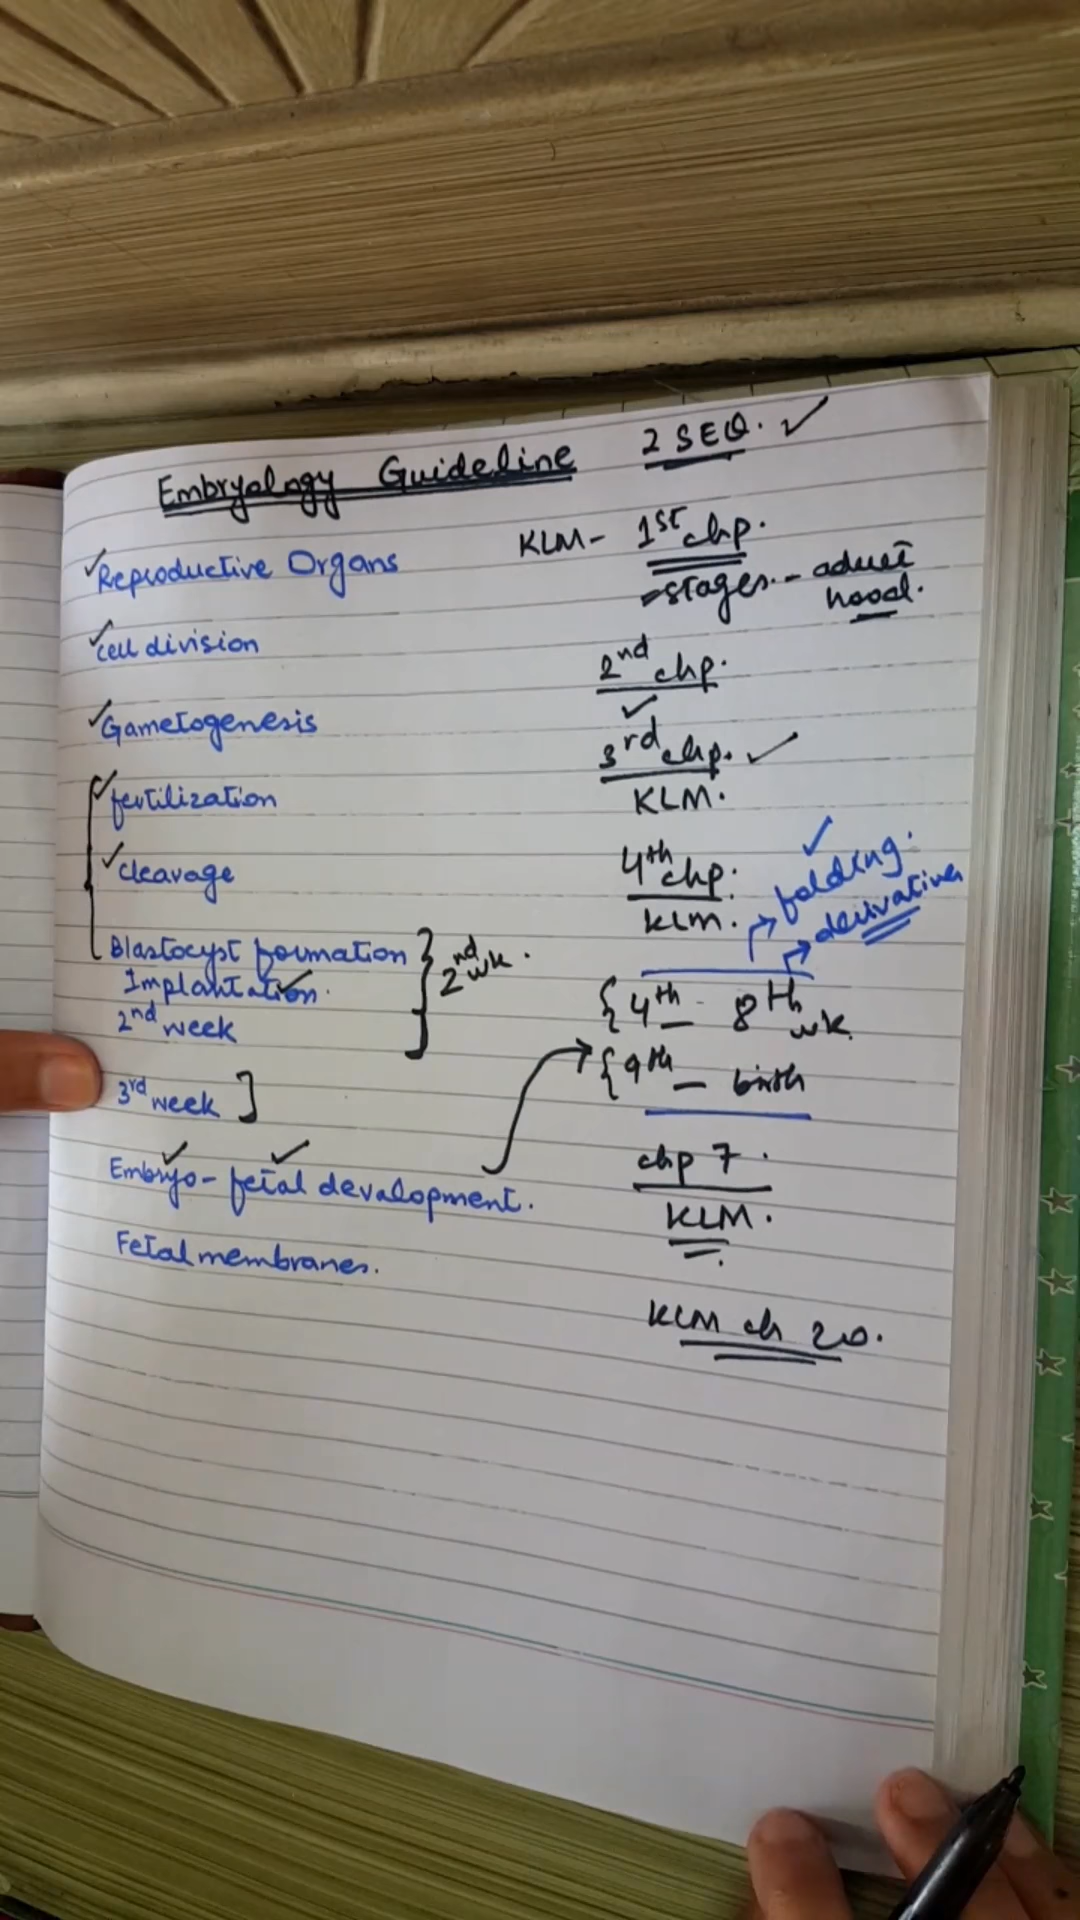 Embryology Guideline 2 SEQ. ✓
✓Reproductive Organs KLM- 1st chp.
-stages. - adult
hood.
✓cell division 2nd chp.
✓Gametogenesis ✓
3rd chp. ✓
✓fertilization KLM.
✓cleavage 4th chp.
KLM.
✓
folding.
derivatives
Blastocyst formation } 2nd wk.
Implantation. ✓
2nd week
{ 4th - 8th wk
{ 9th - birth
3rd week ]
Embryo- fetal devalopment.
chp 7.
KLM.
Fetal membranes.
KLM ch 20.